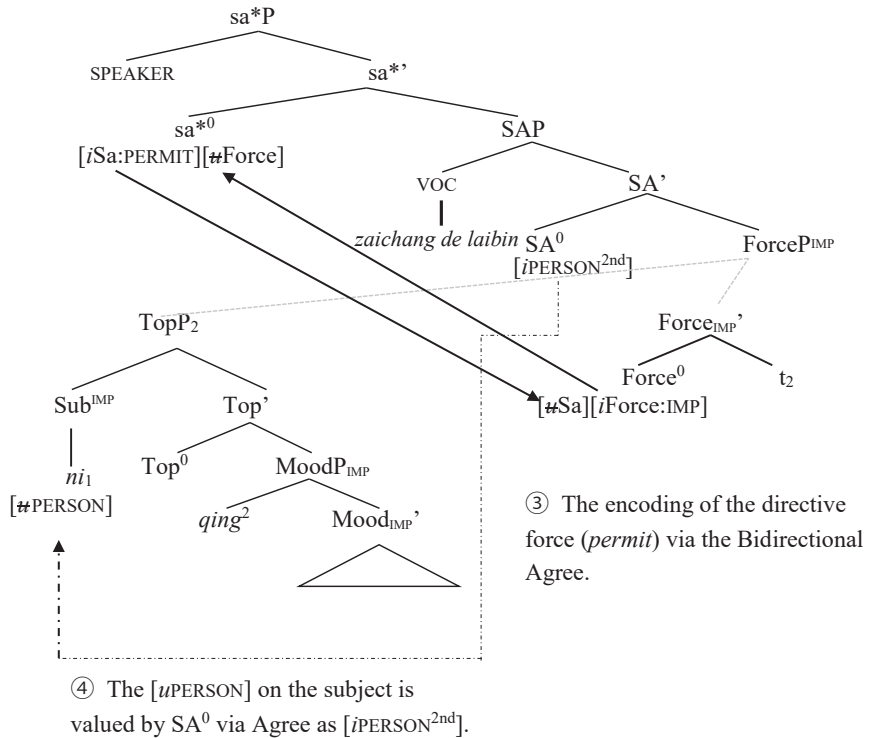 sa*P
SPEAKER sa*’
sa*⁰ SAP
[iSa:PERMIT][uForce] VOC SA’
zaichang de laibin SA⁰ ForcePIMP
[iPERSON²ⁿᵈ]
TopP₂ ForceIMP’
Force⁰ t₂
Subᴵᴹᴾ Top’ [uSa][iForce:IMP]
ni₁ Top⁰ MoodPIMP
[uPERSON] qing² MoodIMP’
③ The encoding of the directive
force (permit) via the Bidirectional
Agree.
④ The [uPERSON] on the subject is
valued by SA⁰ via Agree as [iPERSON²ⁿᵈ].